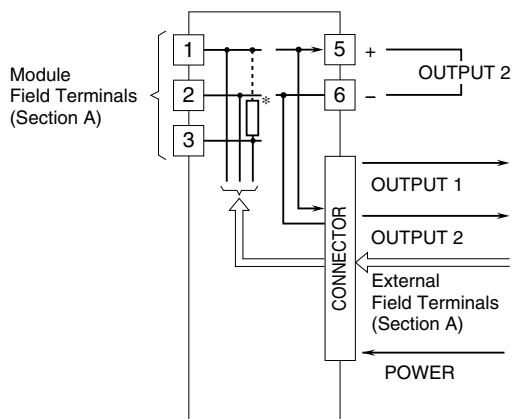 1
5
+
Module
Field Terminals
(Section A)
2
*
6
–
OUTPUT 2
3
CONNECTOR
OUTPUT 1
OUTPUT 2
External
Field Terminals
(Section A)
POWER